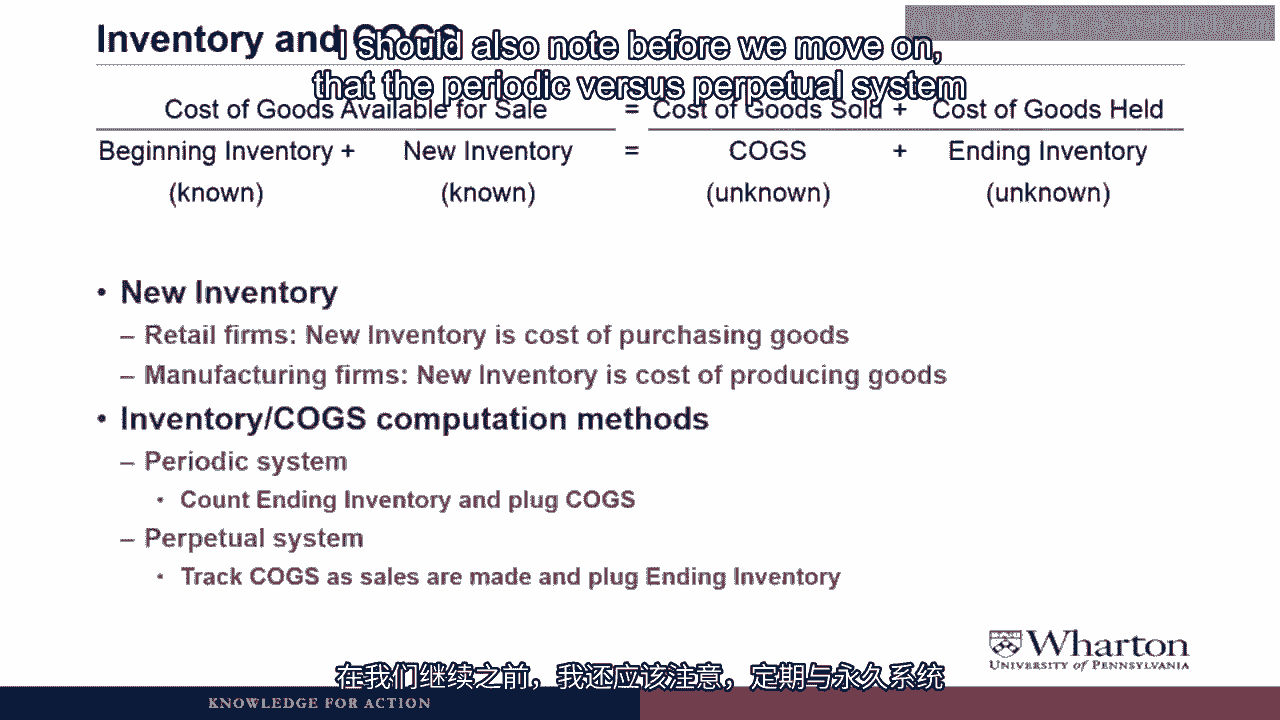 Inventory and COGS
I should also note before we move on,
that the periodic versus perpetual system
Cost of Goods Available for Sale = Cost of Goods Sold + Cost of Goods Held
Beginning Inventory + New Inventory = COGS + Ending Inventory
(known) (known) (unknown) (unknown)
• New Inventory
– Retail firms: New Inventory is cost of purchasing goods
– Manufacturing firms: New Inventory is cost of producing goods
• Inventory/COGS computation methods
– Periodic system
• Count Ending Inventory and plug COGS
– Perpetual system
• Track COGS as sales are made and plug Ending Inventory
Wharton
UNIVERSITY of PENNSYLVANIA
在我们继续之前，我还应该注意，定期与永久系统
KNOWLEDGE FOR ACTION